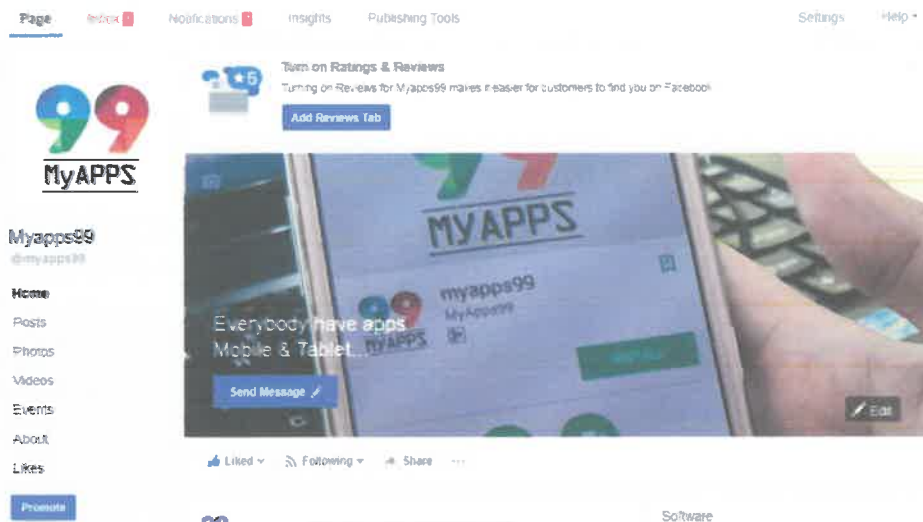 Page Inbox Notifications Insights Publishing Tools Settings Help
Turn on Ratings & Reviews
Turning on Reviews for Myapps99 makes it easier for customers to find you on Facebook
Add Reviews Tab
99
MyAPPS
Myapps99
@myapps99
Home
Posts
Photos
Videos
Events
About
Likes
Promote
99
MYAPPS
myapps99
MyApps99
99
MYAPPS
Everybody have apps
Mobile & Tablet...
Send Message
Edit
Liked Following Share ...
Software